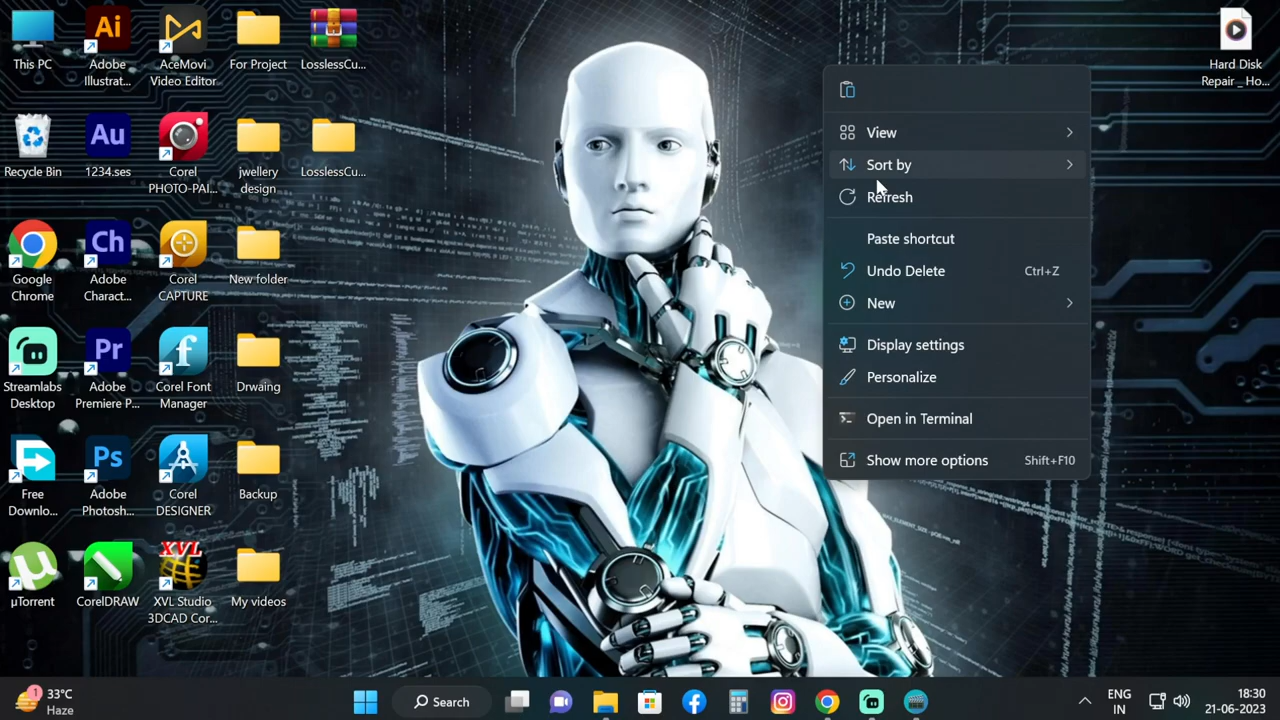 This PC
Adobe
Illustrat...
AceMovi
Video Editor
For Project
LosslessCu...
Hard Disk
Repair _ Ho...
Recycle Bin
Au
1234.ses
Corel
PHOTO-PAI...
jwellery
design
LosslessCu...
Google
Chrome
Ch
Adobe
Charact...
Corel
CAPTURE
New folder
Streamlabs
Desktop
Pr
Adobe
Premiere P...
Corel Font
Manager
Drwaing
Free
Downlo...
Ps
Adobe
Photosh...
Corel
DESIGNER
Backup
µTorrent
CorelDRAW
XVL
XVL Studio
3DCAD Cor...
My videos
Ai
View
Sort by
Refresh
Paste shortcut
Undo Delete Ctrl+Z
New
Display settings
Personalize
Open in Terminal
Show more options Shift+F10
1
33°C
Haze
Search
ENG
IN
18:30
21-06-2023